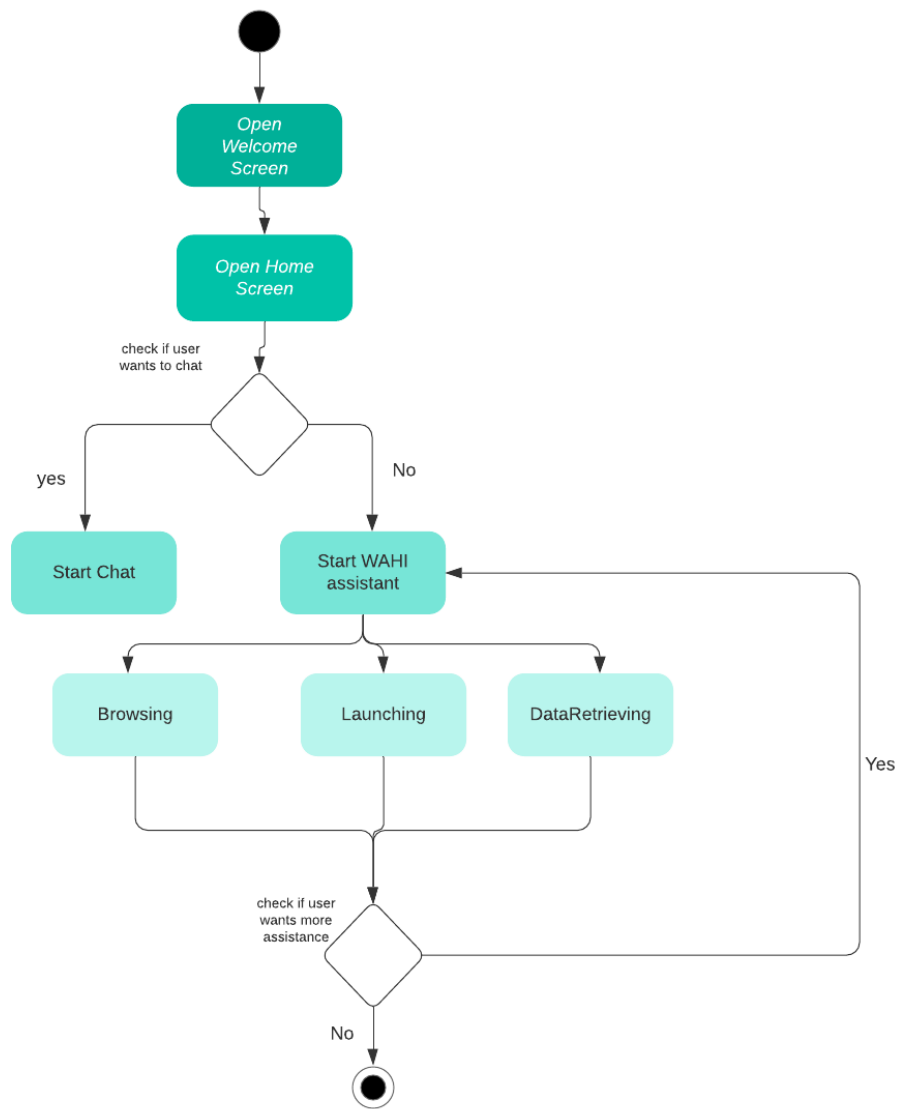 Open
Welcome
Screen
Open Home
Screen
check if user
wants to chat
yes
No
Start Chat
Start WAHI
assistant
Browsing
Launching
DataRetrieving
Yes
check if user
wants more
assistance
No